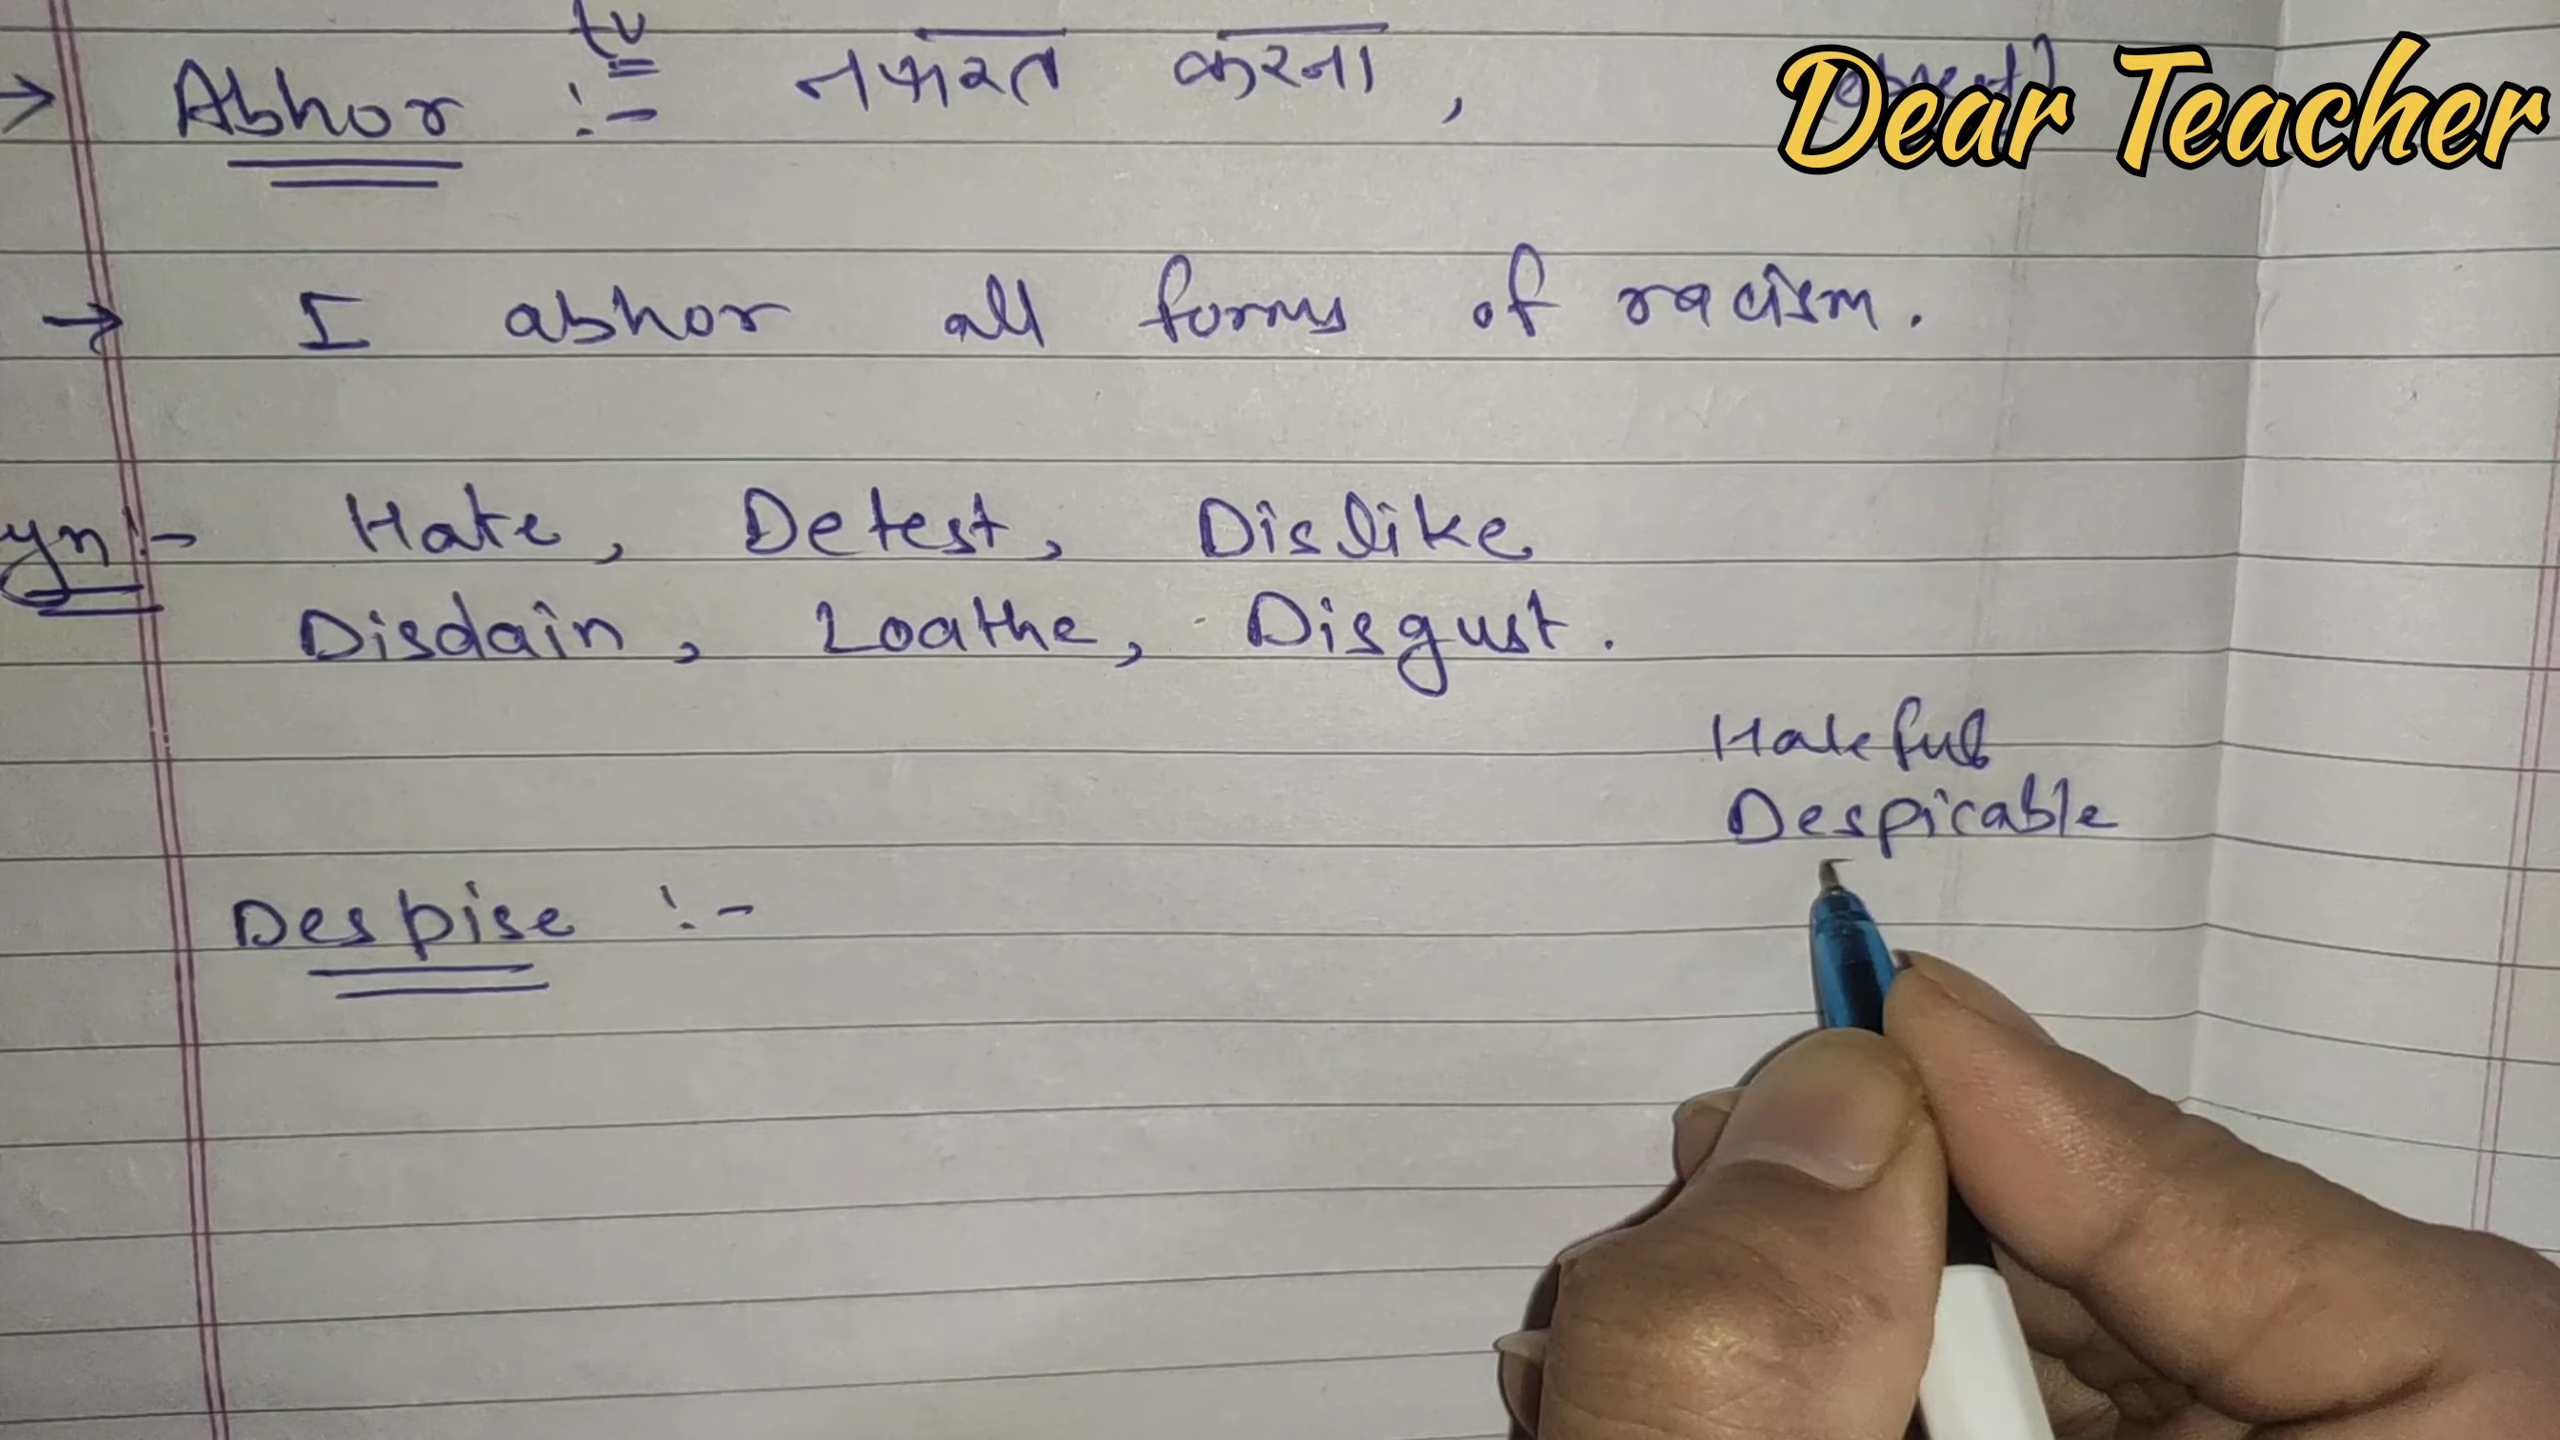 tv
→ Abhor :- नफरत करना ,
Dear Teacher
→ I abhor all forms of racism.
yn :- Hate, Detest, Dislike
Disdain, Loathe, Disgust.
Hateful
Despicable
Despise :-